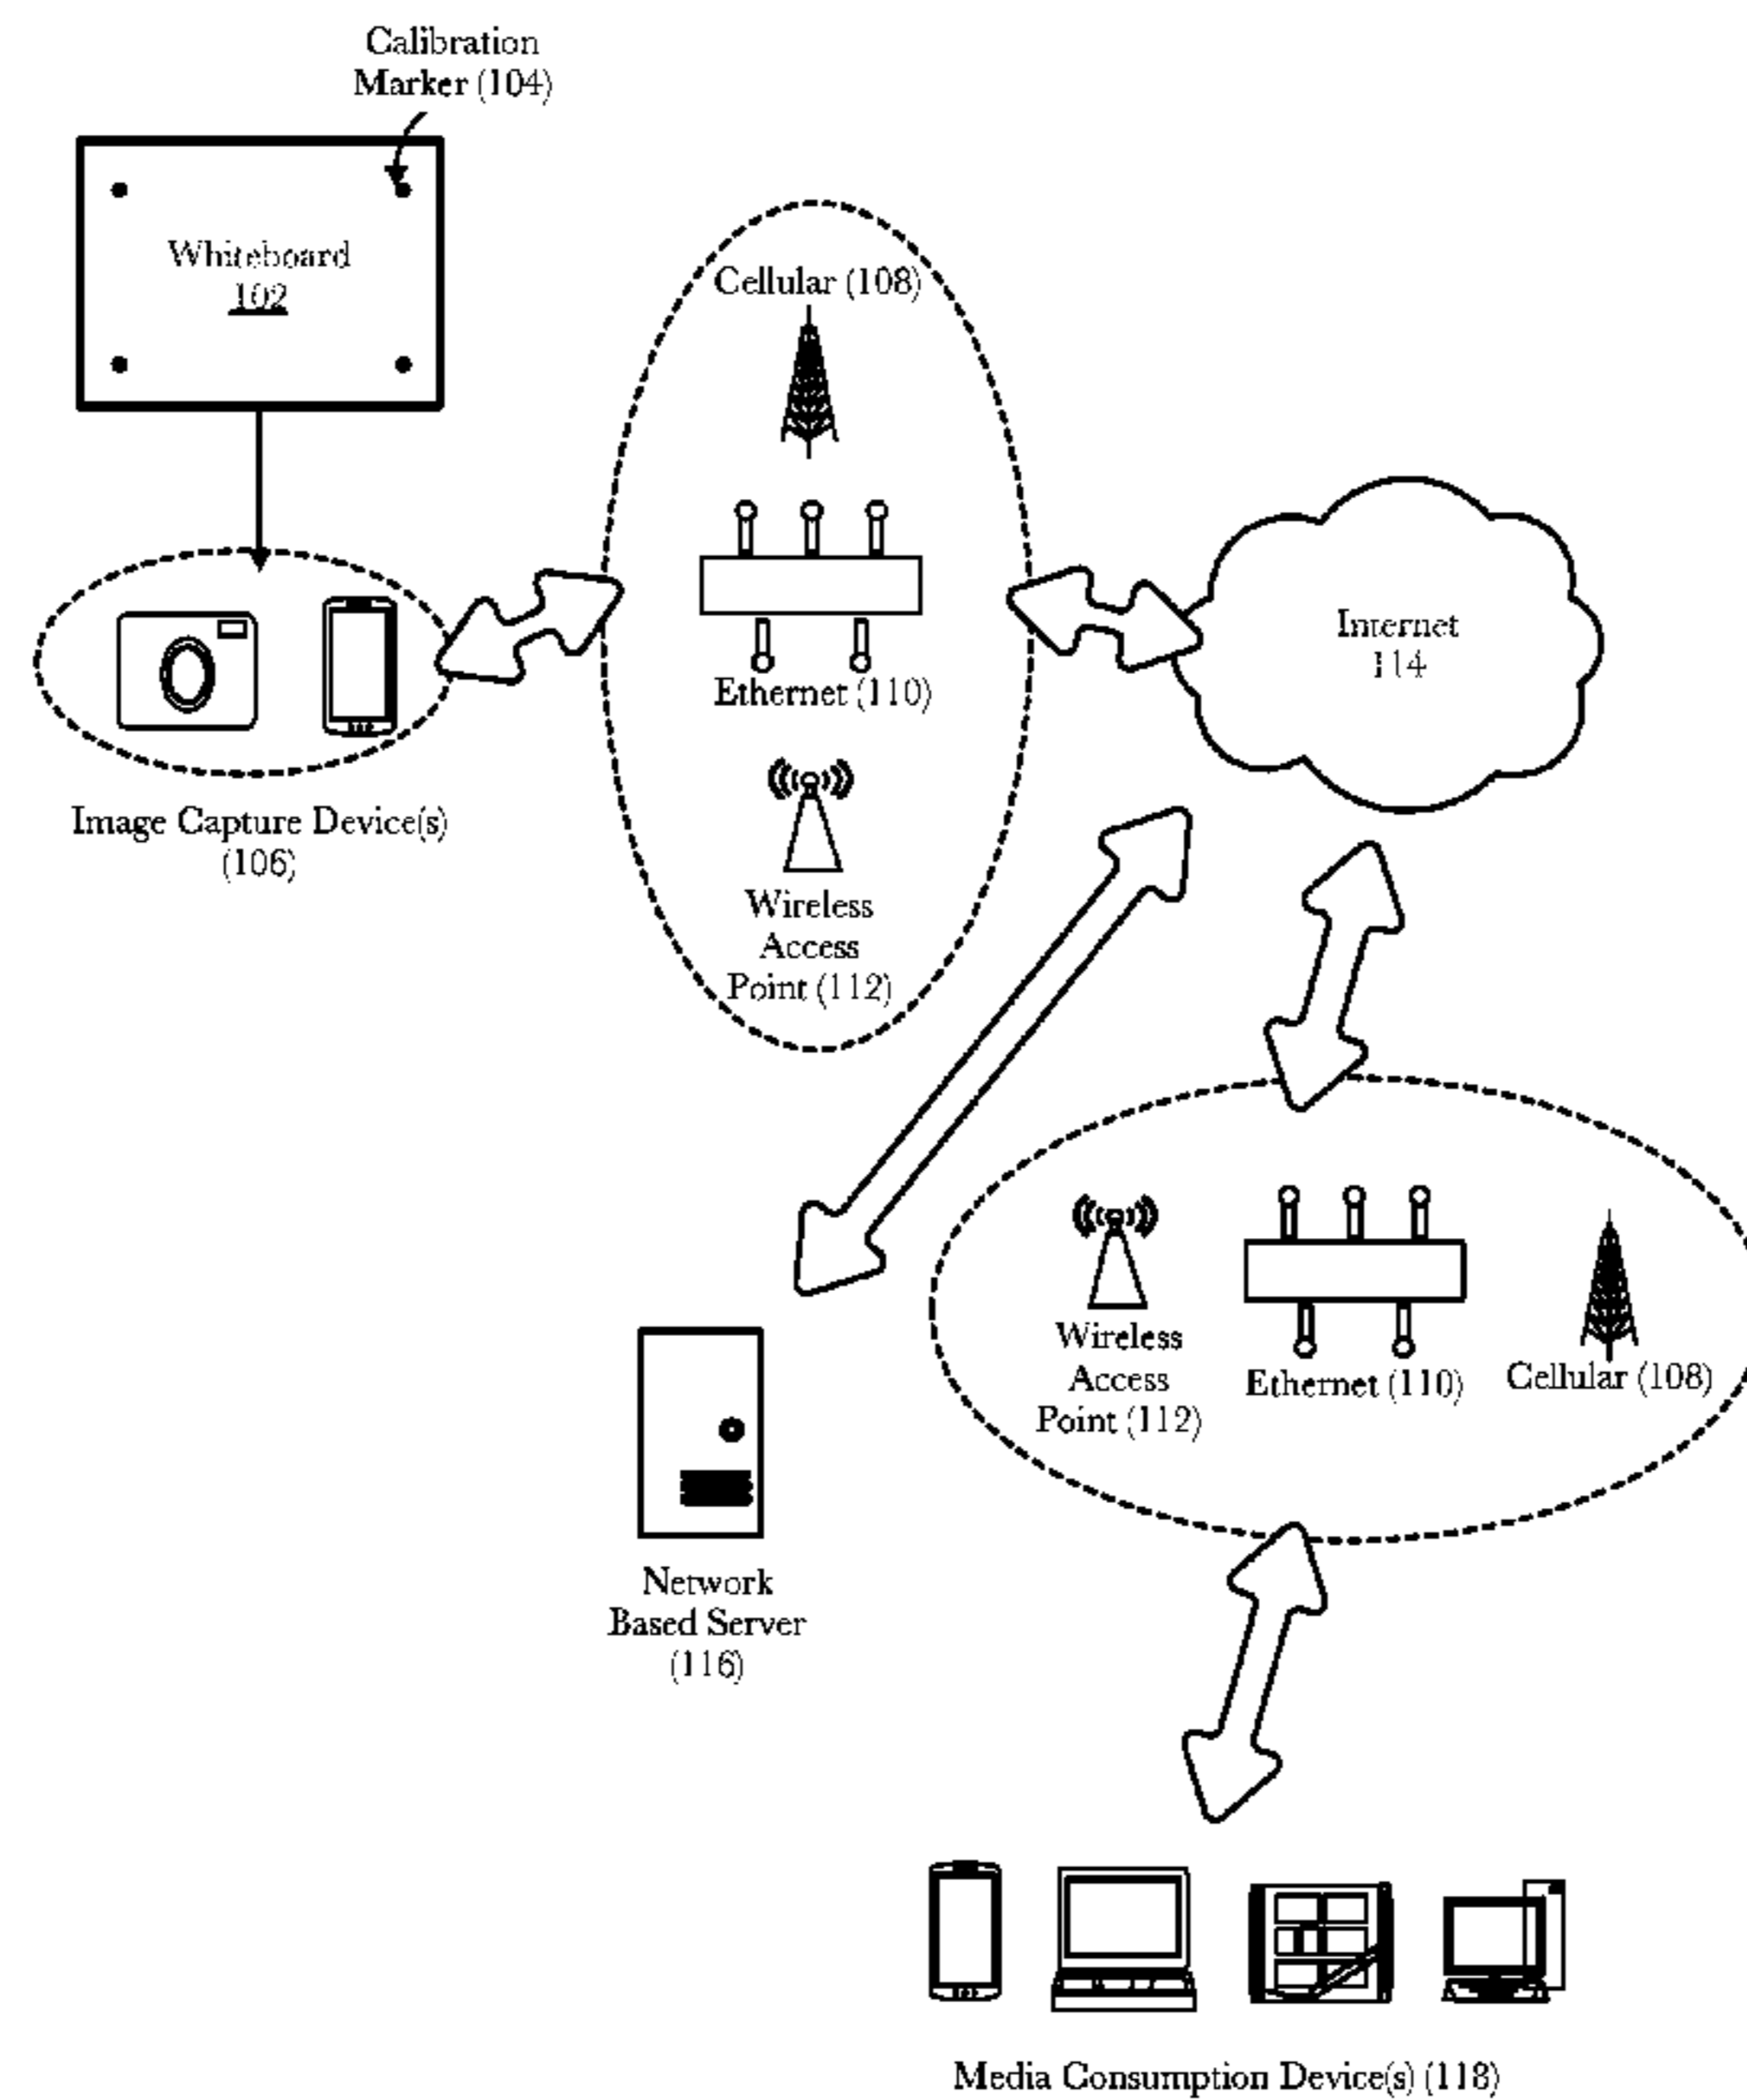 Calibration
Marker (104)
Whiteboard
102
Cellular (108)
Ethernet (110)
Wireless
Access
Point (112)
Image Capture Device(s)
(106)
Internet
114
Wireless
Access
Point (112)
Ethernet (110)
Cellular (108)
Network
Based Server
(116)
Media Consumption Device(s) (118)